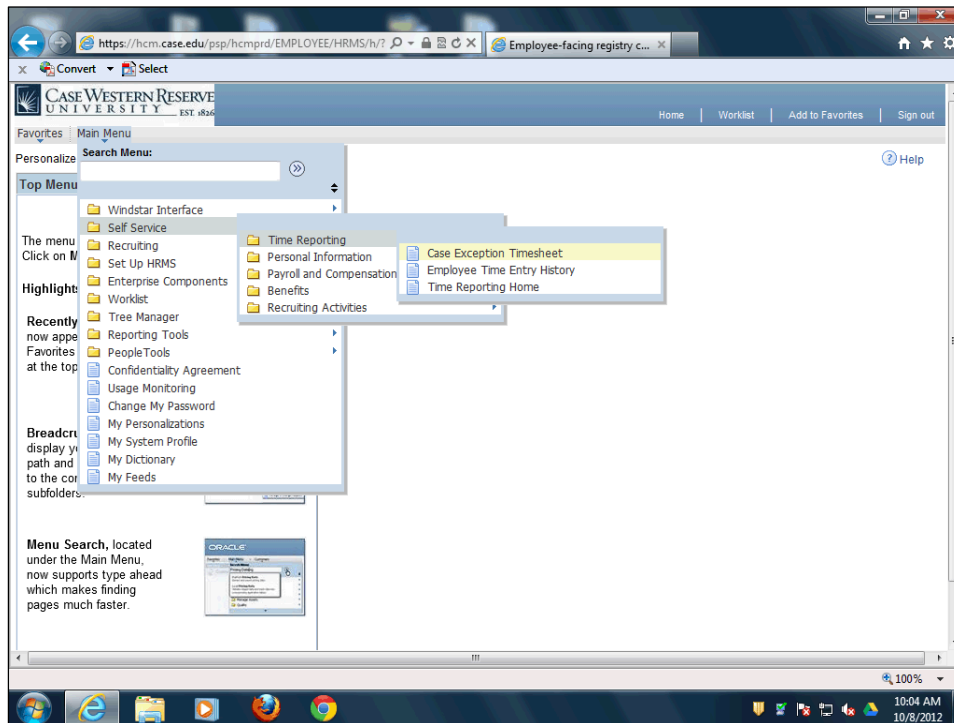 https://hcm.case.edu/psp/hcmprd/EMPLOYEE/HRMS/h/?
Employee-facing registry c...
x Convert Select
CASE WESTERN RESERVE
UNIVERSITY EST. 1826
Home | Worklist | Add to Favorites | Sign out
Favorites Main Menu
Personalize
Help
Search Menu:
Top Menu
Windstar Interface
Self Service
Recruiting
Set Up HRMS
Enterprise Components
Worklist
Tree Manager
Reporting Tools
PeopleTools
Confidentiality Agreement
Usage Monitoring
Change My Password
My Personalizations
My System Profile
My Dictionary
My Feeds
Time Reporting
Personal Information
Payroll and Compensation
Benefits
Recruiting Activities
Case Exception Timesheet
Employee Time Entry History
Time Reporting Home
The menu
Click on
Highlight
Recently
now appe
Favorites
at the top
Breadcru
display y
path and
to the co
subfolders.
Menu Search, located
under the Main Menu,
now supports type ahead
which makes finding
pages much faster.
ORACLE
100%
10:04 AM
10/8/2012